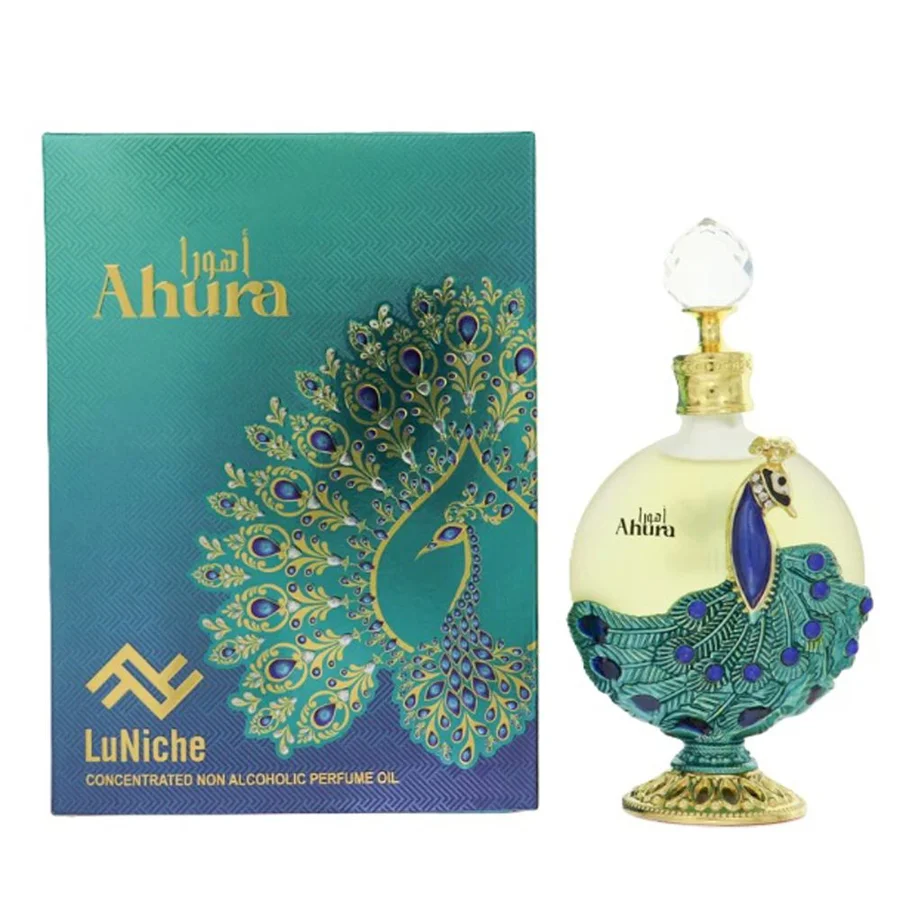 أهورا
Ahura
LuNiche
CONCENTRATED NON ALCOHOLIC PERFUME OIL
أهورا
Ahura